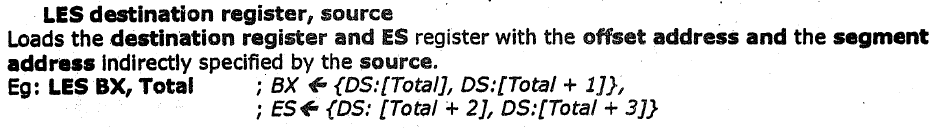 LES destination register, source
Loads the destination register and ES register with the offset address and the segment
address indirectly specified by the source.
Eg: LES BX, Total ; BX ← {DS:[Total], DS:[Total + 1]},
; ES ← {DS: [Total + 2], DS:[Total + 3]}